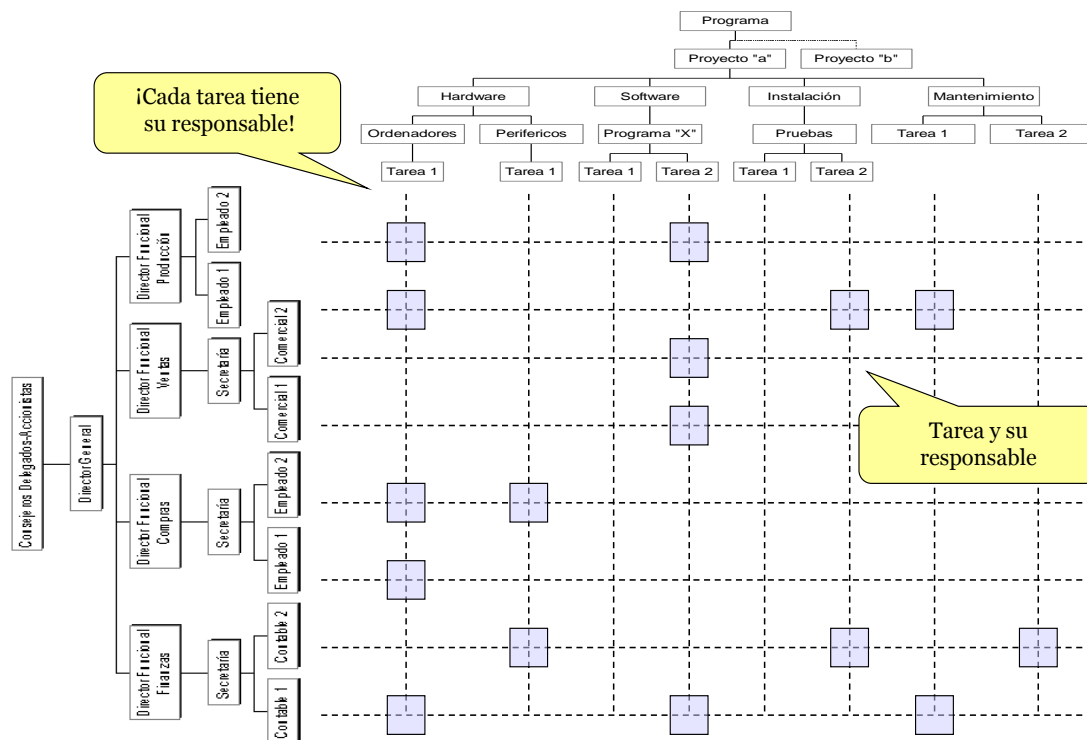 Programa
Proyecto "a"
Proyecto "b"
¡Cada tarea tiene
su responsable!
Hardware
Software
Instalación
Mantenimiento
Ordenadores
Perifericos
Programa "X"
Pruebas
Tarea 1
Tarea 2
Tarea 1
Tarea 1
Tarea 1
Tarea 2
Tarea 1
Tarea 2
Consejeros Delegados-Accionistas
Director General
Director Funcional
Producción
Empleado 2
Empleado 1
Director Funcional
Ventas
Secretaría
Comercial 2
Comercial 1
Director Funcional
Compras
Secretaría
Empleado 2
Empleado 1
Director Funcional
Finanzas
Secretaría
Contable 2
Contable 1
Tarea y su
responsable